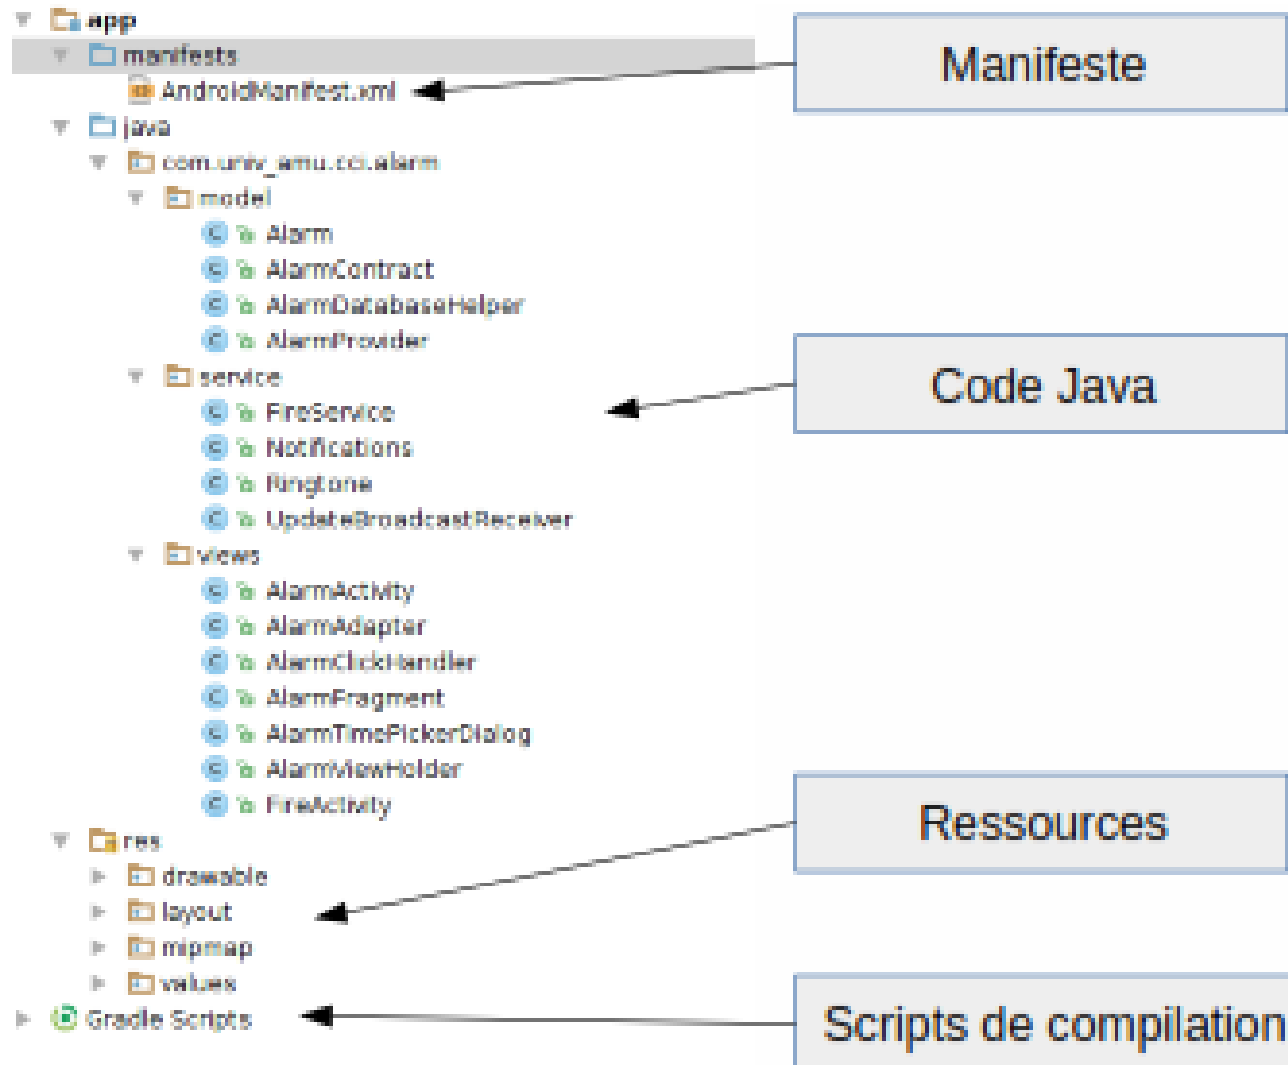 app
manifests
AndroidManifest.xml
java
com.univ_amu.cci.alarm
model
Alarm
AlarmContract
AlarmDatabaseHelper
AlarmProvider
service
FireService
Notifications
Ringtone
UpdateBroadcastReceiver
views
AlarmActivity
AlarmAdapter
AlarmClickHandler
AlarmFragment
AlarmTimePickerDialog
AlarmViewHolder
FireActivity
res
drawable
layout
mipmap
values
Gradle Scripts
Manifeste
Code Java
Ressources
Scripts de compilation